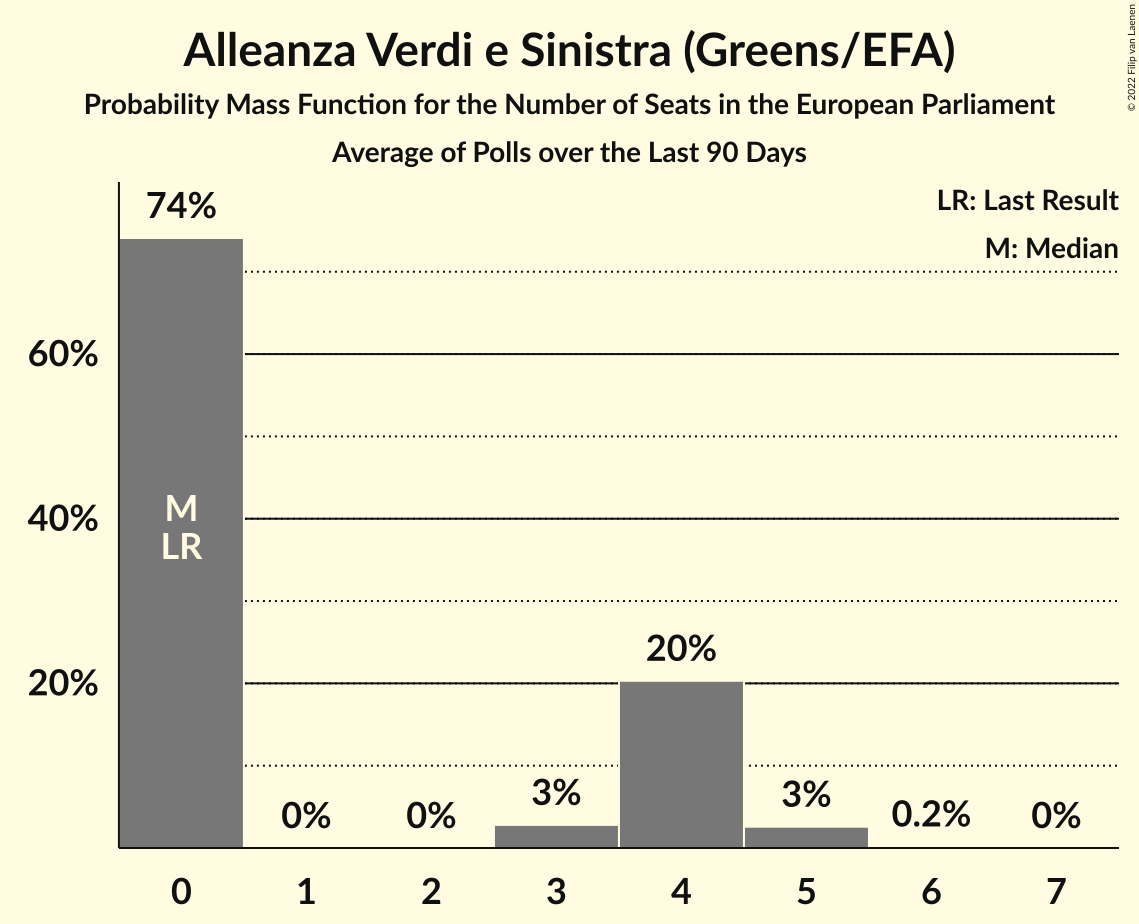 Alleanza Verdi e Sinistra (Greens/EFA)
Probability Mass Function for the Number of Seats in the European Parliament
Average of Polls over the Last 90 Days
© 2022 Filip van Laenen
LR: Last Result
M: Median
74%
60%
40%
20%
M
LR
0%
0%
3%
20%
3%
0.2%
0%
0 1 2 3 4 5 6 7